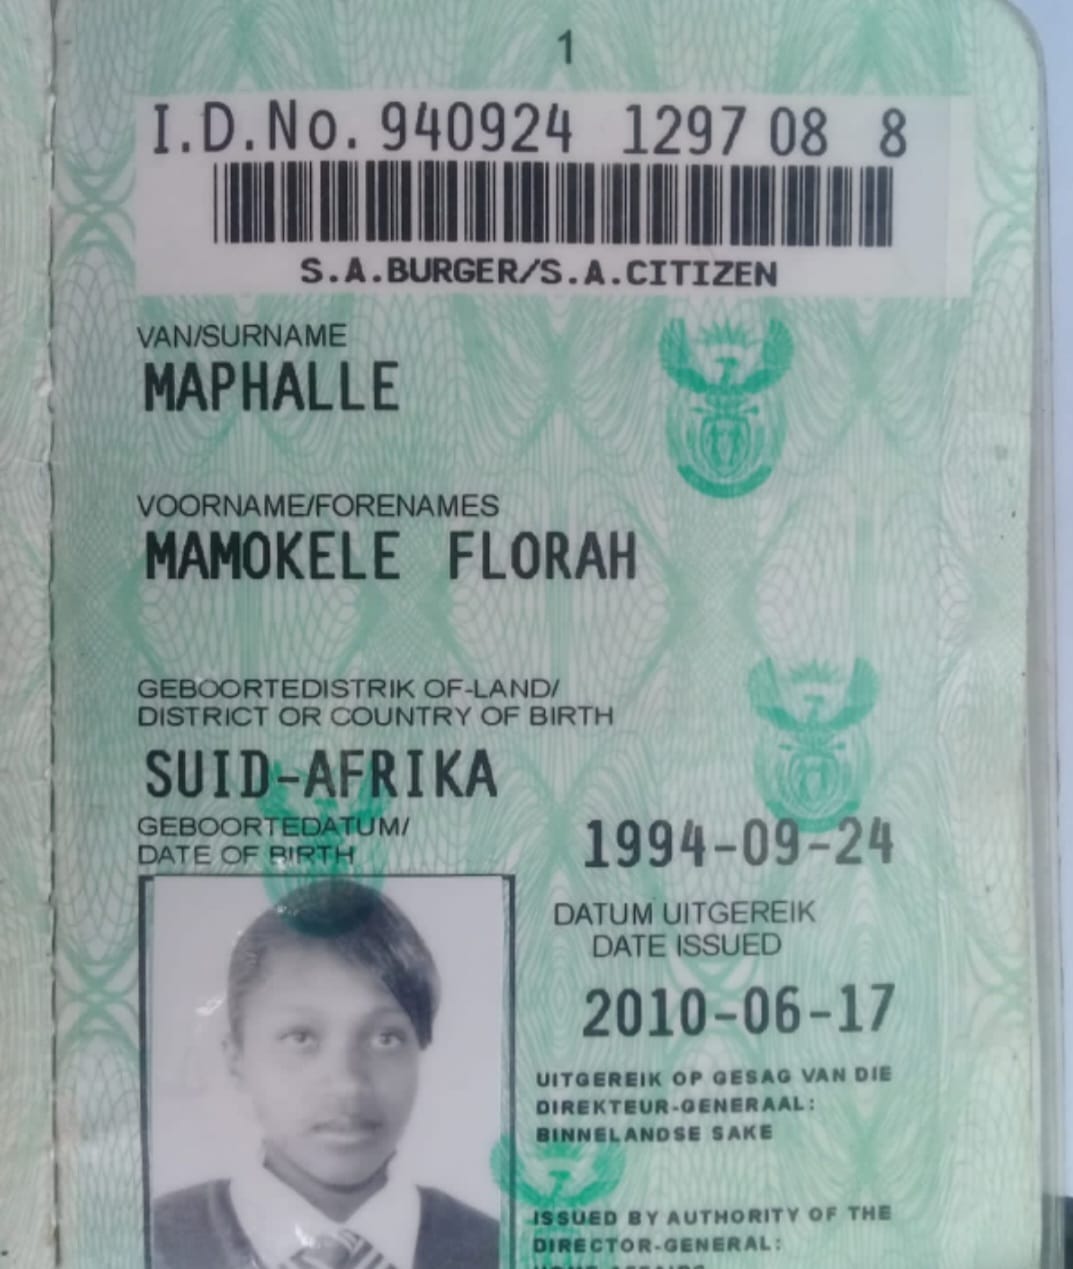 1
I.D.No. 940924 1297 08 8
S.A.BURGER/S.A.CITIZEN
VAN/SURNAME
MAPHALLE
VOORNAME/FORENAMES
MAMOKELE FLORAH
GEBOORTEDISTRIK OF-LAND/
DISTRICT OR COUNTRY OF BIRTH
SUID-AFRIKA
GEBOORTEDATUM/
DATE OF BIRTH
1994-09-24
DATUM UITGEREIK
DATE ISSUED
2010-06-17
UITGEREIK OP GESAG VAN DIE
DIREKTEUR-GENERAAL:
BINNELANDSE SAKE
ISSUED BY AUTHORITY OF THE
DIRECTOR-GENERAL: